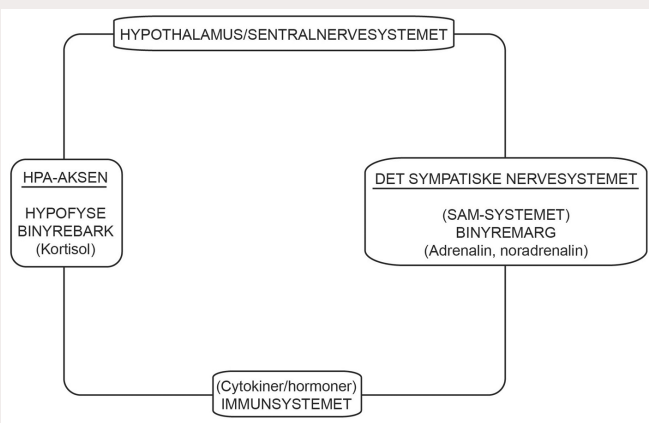 HYPOTHALAMUS/SENTRALNERVESYSTEMET
HPA-AKSEN
HYPOFYSE
BINYREBARK
(Kortisol)
DET SYMPATISKE NERVESYSTEMET
(SAM-SYSTEMET)
BINYREMARG
(Adrenalin, noradrenalin)
(Cytokiner/hormoner)
IMMUNSYSTEMET